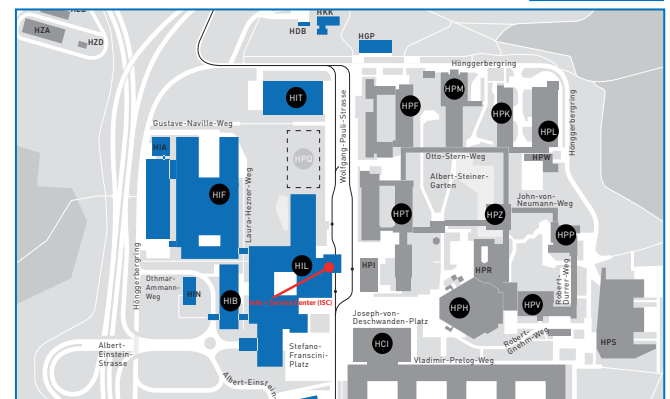 HZB
HZA
HZD
HKK
HDB
HGP
Hönggerbergring
HIT
HPF
HPM
HPK
HPL
Gustave-Naville-Weg
HIA
HPQ
Wolfgang-Pauli-Strasse
Otto-Stern-Weg
HPW
Hönggerbergring
Albert-Steiner-
Garten
HIF
Laura-Hezner-Weg
John-von-
Neumann-Weg
HPT
HPZ
HPP
Hönggerbergring
HIL
HPI
HPR
Othmar-
Ammann-
Weg
HIN
HIB
Robert-
Durrer-Weg
HPH
HPV
Joseph-von-
Deschwanden-Platz
Robert-
Gnehm-Weg
HPS
Albert-
Einstein-
Strasse
Stefano-
Franscini-
Platz
HCI
Vladimir-Prelog-Weg
Albert-Einstein-